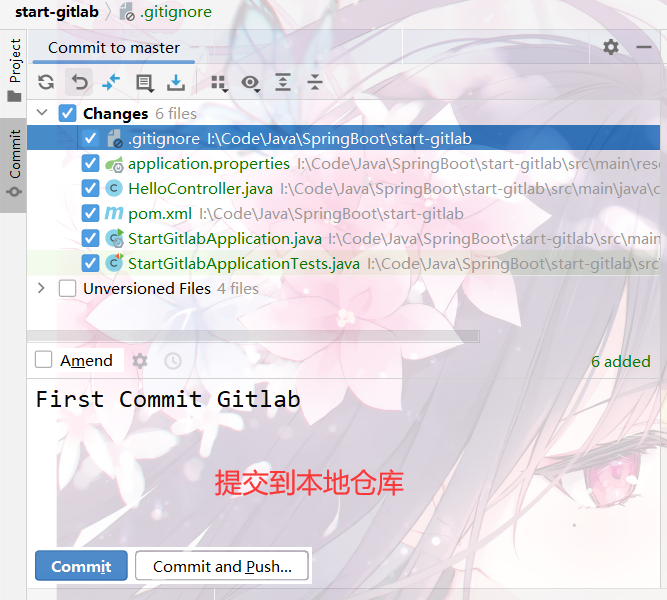 start-gitlab .gitignore
Project
Commit to master
Changes 6 files
.gitignore I:\Code\Java\SpringBoot\start-gitlab
application.properties I:\Code\Java\SpringBoot\start-gitlab\src\main\reso
Commit
HelloController.java I:\Code\Java\SpringBoot\start-gitlab\src\main\java\c
pom.xml I:\Code\Java\SpringBoot\start-gitlab
StartGitlabApplication.java I:\Code\Java\SpringBoot\start-gitlab\src\main
StartGitlabApplicationTests.java I:\Code\Java\SpringBoot\start-gitlab\src\
Unversioned Files 4 files
Amend
6 added
First Commit Gitlab
提交到本地仓库
Commit
Commit and Push...